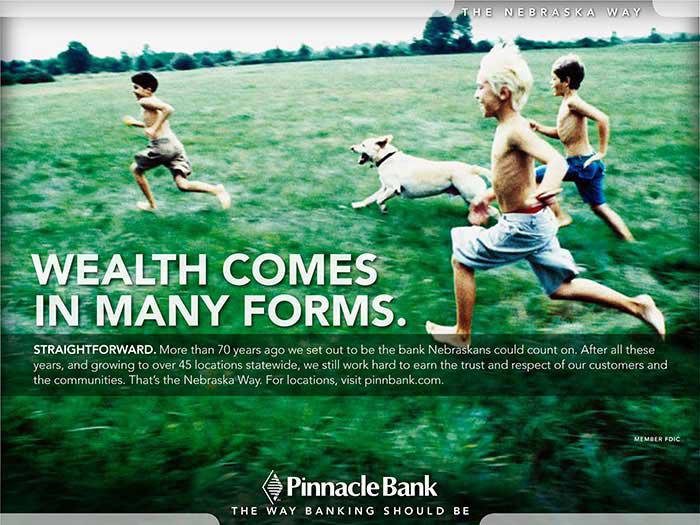 THE NEBRASKA WAY
WEALTH COMES
IN MANY FORMS.
STRAIGHTFORWARD. More than 70 years ago we set out to be the bank Nebraskans could count on. After all these
years, and growing to over 45 locations statewide, we still work hard to earn the trust and respect of our customers and
the communities. That's the Nebraska Way. For locations, visit pinnbank.com.
MEMBER FDIC
Pinnacle Bank
THE WAY BANKING SHOULD BE